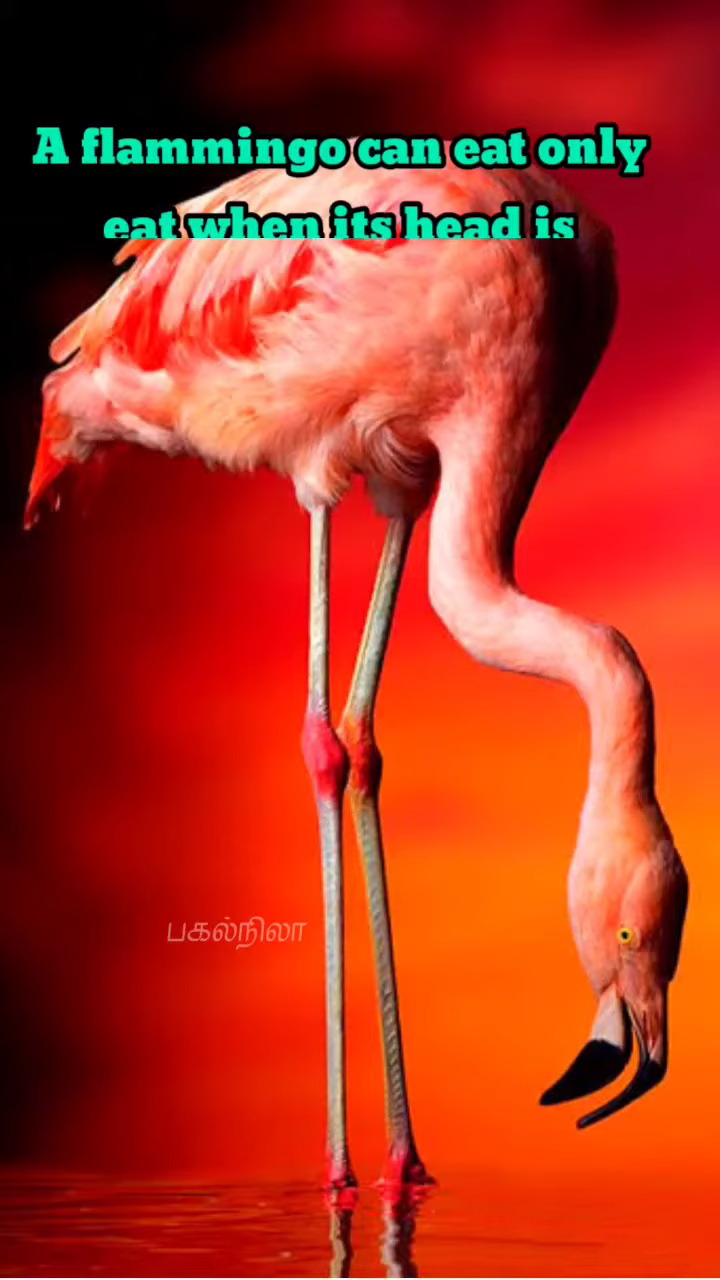 A flammingo can eat only
eat when its head is
பகல்நிலா